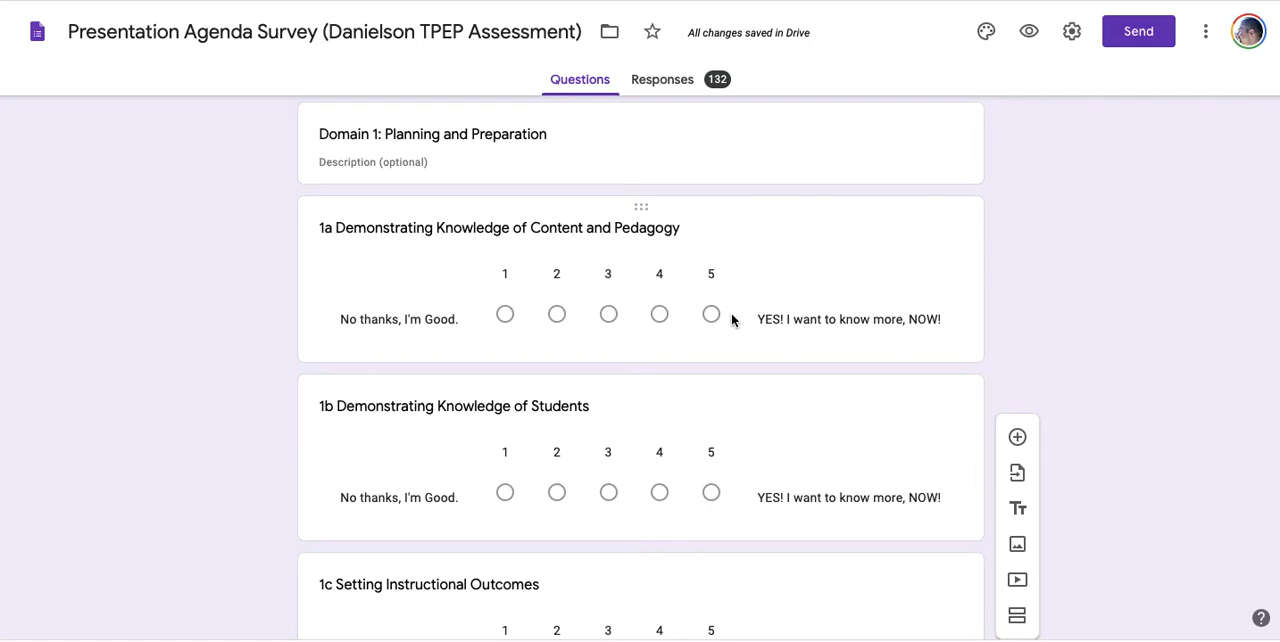 Presentation Agenda Survey (Danielson TPEP Assessment)
All changes saved in Drive
Send
Questions
Responses 132
Domain 1: Planning and Preparation
Description (optional)
1a Demonstrating Knowledge of Content and Pedagogy
1 2 3 4 5
No thanks, I'm Good. YES! I want to know more, NOW!
1b Demonstrating Knowledge of Students
1 2 3 4 5
No thanks, I'm Good. YES! I want to know more, NOW!
1c Setting Instructional Outcomes
1 2 3 4 5